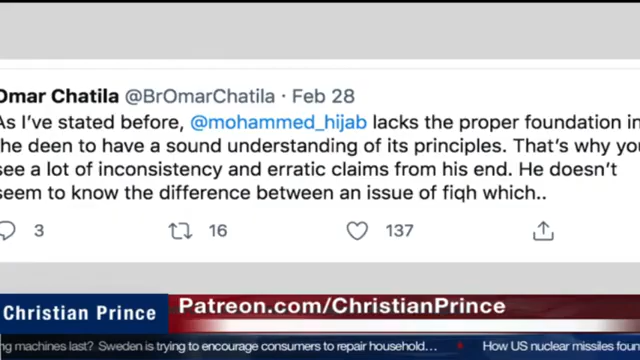 Omar Chatila @BrOmarChatila · Feb 28
As I've stated before, @mohammed_hijab lacks the proper foundation in
the deen to have a sound understanding of its principles. That's why you
see a lot of inconsistency and erratic claims from his end. He doesn't
seem to know the difference between an issue of fiqh which..
3 16 137
Patreon.com/ChristianPrince
Christian Prince
ng machines last? Sweden is trying to encourage consumers to repair household... How US nuclear missiles foun